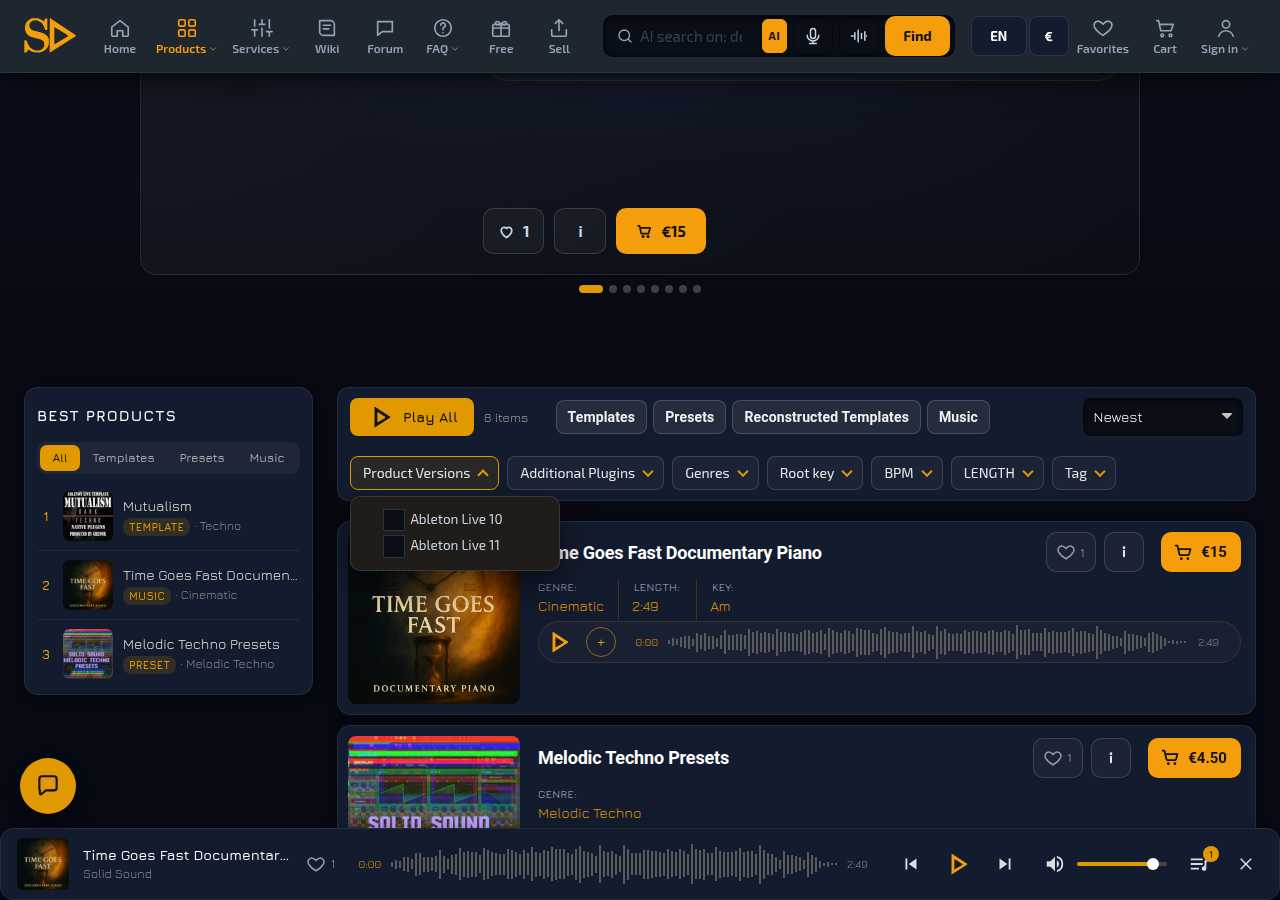 SD
Home
Products
Services
Wiki
Forum
FAQ
Free
Sell
AI search on: de
AI
Find
EN
€
Favorites
Cart
Sign in
1
i
€15
BEST PRODUCTS
All
Templates
Presets
Music
1
Mutualism
TEMPLATE
· Techno
2
Time Goes Fast Documen...
MUSIC
· Cinematic
3
Melodic Techno Presets
PRESET
· Melodic Techno
Play All
8 items
Templates
Presets
Reconstructed Templates
Music
Newest
Product Versions
Additional Plugins
Genres
Root key
BPM
LENGTH
Tag
Ableton Live 10
Ableton Live 11
me Goes Fast Documentary Piano
1
i
€15
GENRE:
Cinematic
LENGTH:
2:49
KEY:
Am
+
0:00
2:49
TIME GOES
FAST
DOCUMENTARY PIANO
Melodic Techno Presets
1
i
€4.50
GENRE:
Melodic Techno
SOLID SOUND
Time Goes Fast Documentar...
Solid Sound
1
0:00
2:49
1